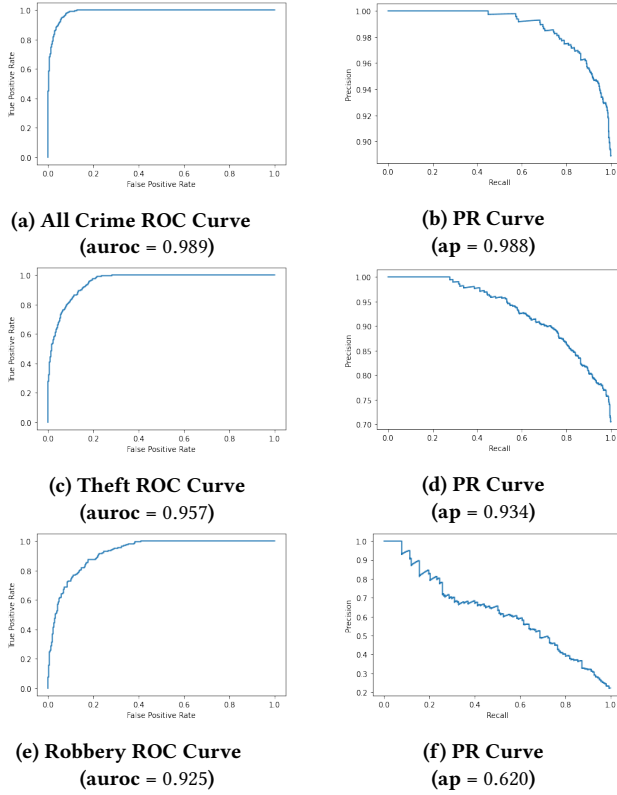 1.0
0.8
0.6
0.4
0.2
0.0
True Positive Rate
0.0 0.2 0.4 0.6 0.8 1.0
False Positive Rate
(a) All Crime ROC Curve
(auroc = 0.989)
1.00
0.98
0.96
0.94
0.92
0.90
Precision
0.0 0.2 0.4 0.6 0.8 1.0
Recall
(b) PR Curve
(ap = 0.988)
1.0
0.8
0.6
0.4
0.2
0.0
True Positive Rate
0.0 0.2 0.4 0.6 0.8 1.0
False Positive Rate
(c) Theft ROC Curve
(auroc = 0.957)
1.00
0.95
0.90
0.85
0.80
0.75
0.70
Precision
0.0 0.2 0.4 0.6 0.8 1.0
Recall
(d) PR Curve
(ap = 0.934)
1.0
0.8
0.6
0.4
0.2
0.0
True Positive Rate
0.0 0.2 0.4 0.6 0.8 1.0
False Positive Rate
(e) Robbery ROC Curve
(auroc = 0.925)
1.0
0.9
0.8
0.7
0.6
0.5
0.4
0.3
0.2
Precision
0.0 0.2 0.4 0.6 0.8 1.0
Recall
(f) PR Curve
(ap = 0.620)